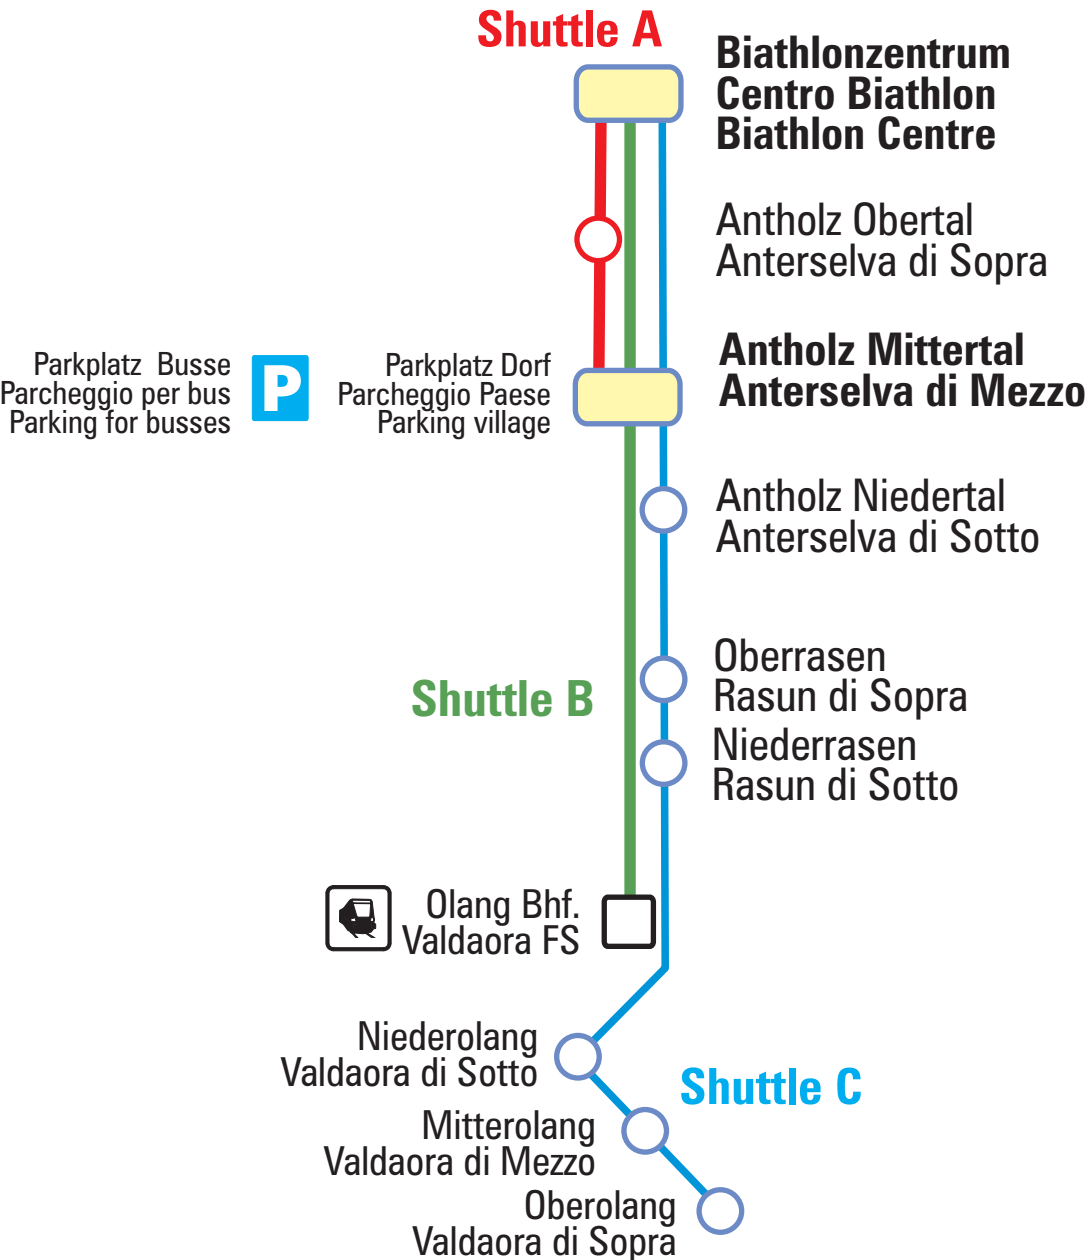 Shuttle A
Biathlonzentrum
Centro Biathlon
Biathlon Centre
Antholz Obertal
Anterselva di Sopra
Parkplatz Busse
Parcheggio per bus
Parking for busses
P
Parkplatz Dorf
Parcheggio Paese
Parking village
Antholz Mittertal
Anterselva di Mezzo
Antholz Niedertal
Anterselva di Sotto
Oberrasen
Rasun di Sopra
Shuttle B
Niederrasen
Rasun di Sotto
Olang Bhf.
Valdaora FS
Niederolang
Valdaora di Sotto
Shuttle C
Mitterolang
Valdaora di Mezzo
Oberolang
Valdaora di Sopra